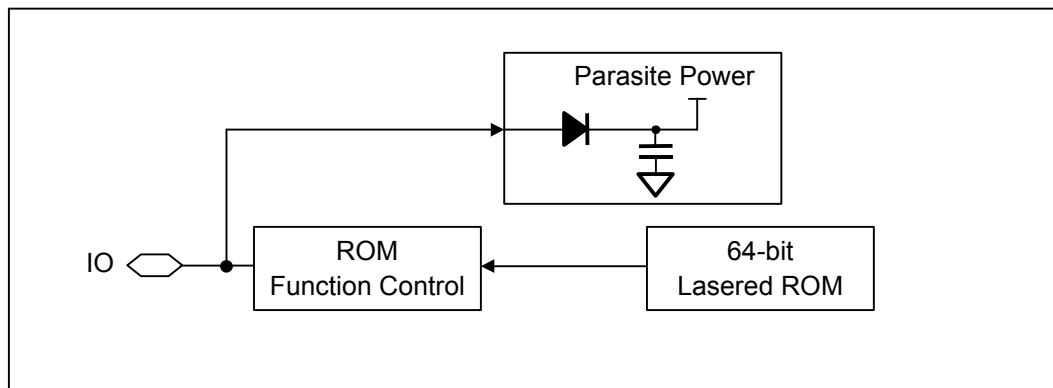 Parasite Power
IO
ROM
Function Control
64-bit
Lasered ROM